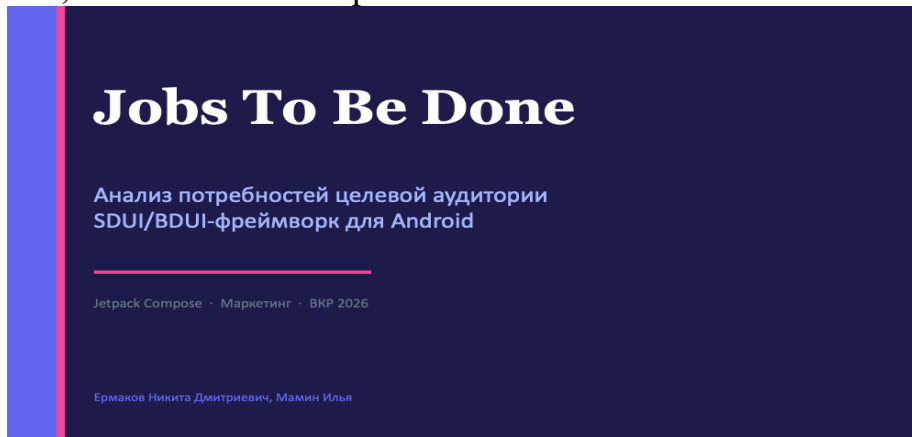 Jobs To Be Done
Анализ потребностей целевой аудитории
SDUI/BDUI-фреймворк для Android
Jetpack Compose · Маркетинг · ВКР 2026
Ермаков Никита Дмитриевич, Мамин Илья